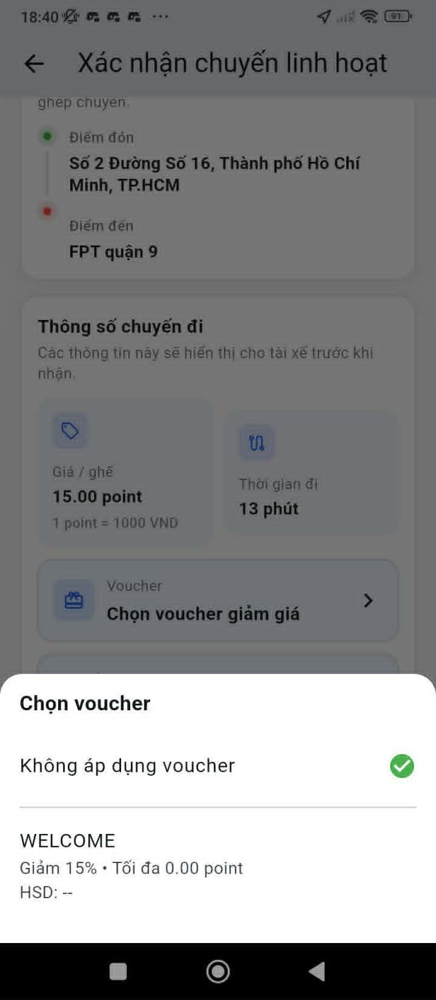 18:40
91
Xác nhận chuyến linh hoạt
ghép chuyến.
Điểm đón
Số 2 Đường Số 16, Thành phố Hồ Chí
Minh, TP.HCM
Điểm đến
FPT quận 9
Thông số chuyến đi
Các thông tin này sẽ hiển thị cho tài xế trước khi
nhận.
Giá / ghế
15.00 point
1 point = 1000 VND
Thời gian đi
13 phút
Voucher
Chọn voucher giảm giá
Chọn voucher
Không áp dụng voucher
WELCOME
Giảm 15% • Tối đa 0.00 point
HSD: --